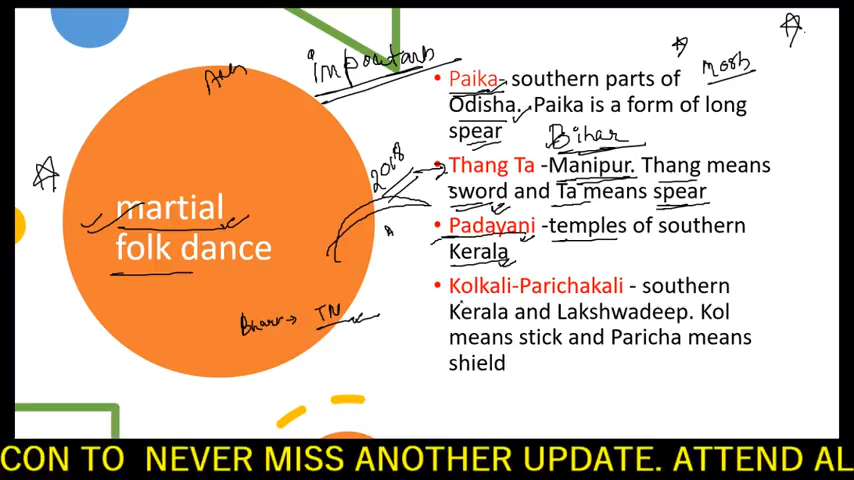 important
martial
folk dance
2018
Bihar
TN
• Paika- southern parts of
Odisha. Paika is a form of long
spear
• Thang Ta -Manipur. Thang means
sword and Ta means spear
• Padayani -temples of southern
Kerala
• Kolkali-Parichakali - southern
Kerala and Lakshwadeep. Kol
means stick and Paricha means
shield
CON TO NEVER MISS ANOTHER UPDATE. ATTEND AL